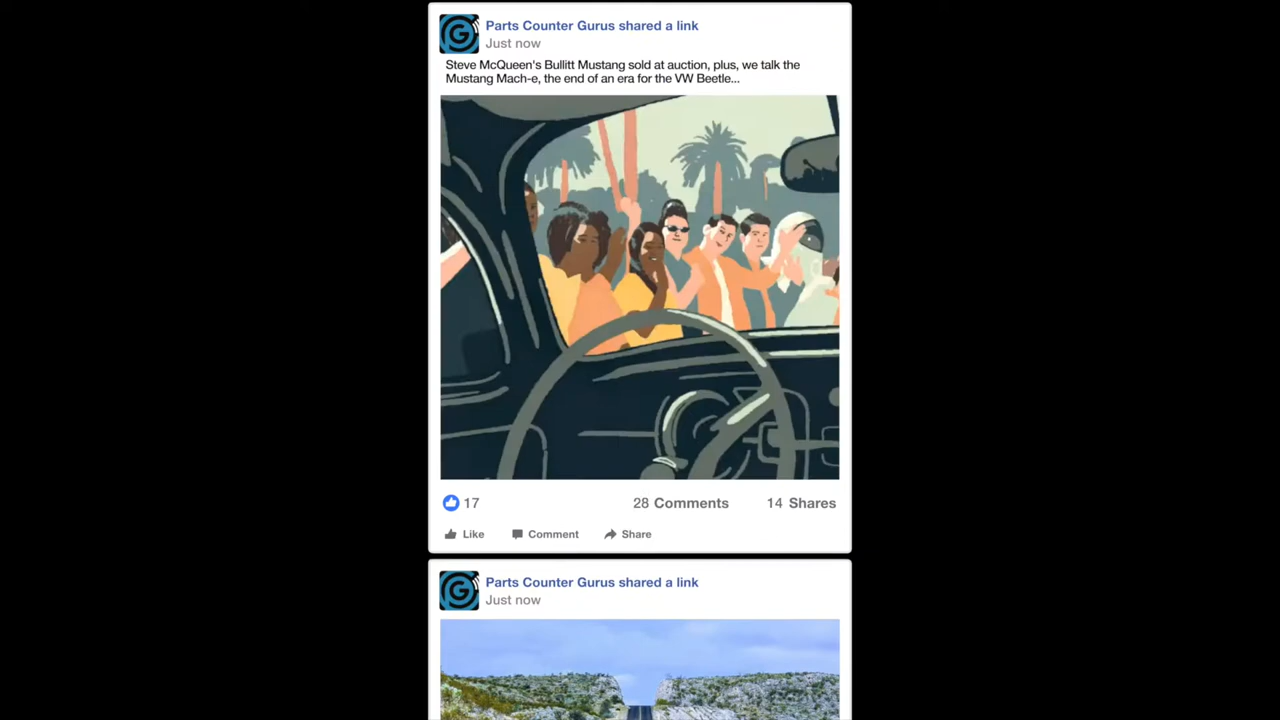 Parts Counter Gurus shared a link
Just now
Steve McQueen's Bullitt Mustang sold at auction, plus, we talk the
Mustang Mach-e, the end of an era for the VW Beetle...
17
28 Comments
14 Shares
Like
Comment
Share
Parts Counter Gurus shared a link
Just now